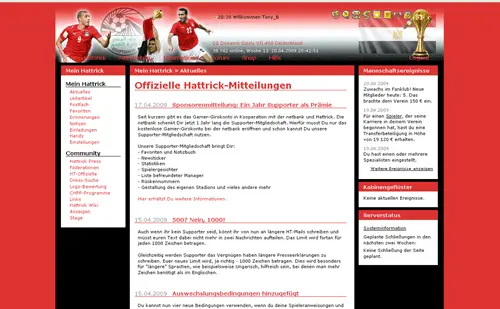 20:36 Willkommen Tony_B
Shop
Hilfe
Mein Hattrick
Mein Hattrick
Aktuelles
Leitartikel
Postfach
Favoriten
Erinnerungen
Notizen
Einladungen
Handy
Einstellungen
Community
Hattrick Press
Föderationen
HT-Offizielle
Dress-Suche
Logo-Bewertung
CHPP-Programme
Links
Hattrick Wiki
Anzeigen
Stage
Mein Hattrick » Aktuelles
Offizielle Hattrick-Mitteilungen
17.04.2009 Sponsorenmitteilung: Ein Jahr Supporter als Prämie
Seit kurzem gibt es das Gamer-Girokonto in Kooperation mit der netbank und Hattrick. Die
netbank schenkt Dir jetzt 1 Jahr lang die Supporter-Mitgliedschaft. Hierfür musst Du nur das
kostenlose Gamer-Girokonto bei der netbank eröffnen und schon kannst Du unsere
Supporter-Mitgliedschaft nutzen.
Unsere Supporter-Mitgliedschaft bringt Dir:
- Favoriten und Notizbuch
- Newsticker
- Statistiken
- Spielergesichter
- Liste befreundeter Manager
- Rückennummern
- Gestaltung des eigenen Stadions und vieles andere mehr
Hier erhältst Du weitere Informationen.
15.04.2009 500? Nein, 1000!
Auch wenn ihr kein Supporter seid, könnt ihr von nun an längere HT-Mails schreiben und
müsst euren Text dabei nicht mehr in zwei Nachrichten aufteilen. Das Limit wird fortan für
jeden 1000 Zeichen betragen.
Gleichzeitig werden Supporter das Vergnügen haben längere Presseerklärungen zu
schreiben. Euer neues Limit wird, ja richtig - 1000 Zeichen betragen. Dies wird besonders
für "längere" Sprachen, wie beispielsweise Ungarisch, hilfreich sein, bei denen man mehr
Zeichen benötigt als im Englischen.
15.04.2009 Auswechslungsbedingungen hinzugefügt
Du kannst nun vier neue Bedingungen verwenden, wenn du deine Spieleranweisungen und
Mannschaftsereignisse
20.04.2009
Zuwachs im Fanklub! Neue
Mitglieder heute: 5. Das
brachte dem Verein 150 € ein.
20.04.2009
Für einen Spieler, der seine
Karriere in deinem Verein
begonnen hat, hast du eine
Transferbeteiligung in Höhe
von 19 120 € erhalten.
19.04.2009
Du hast einen oder mehrere
Spezialisten eingestellt.
Weitere Ereignisse anzeigen
Kabinengeflüster
Keine aktuellen Ereignisse.
Serverstatus
Systeminformation
Geplante Schließungen in den
nächsten zwei Wochen:
Keine Schließung der Seite
geplant.